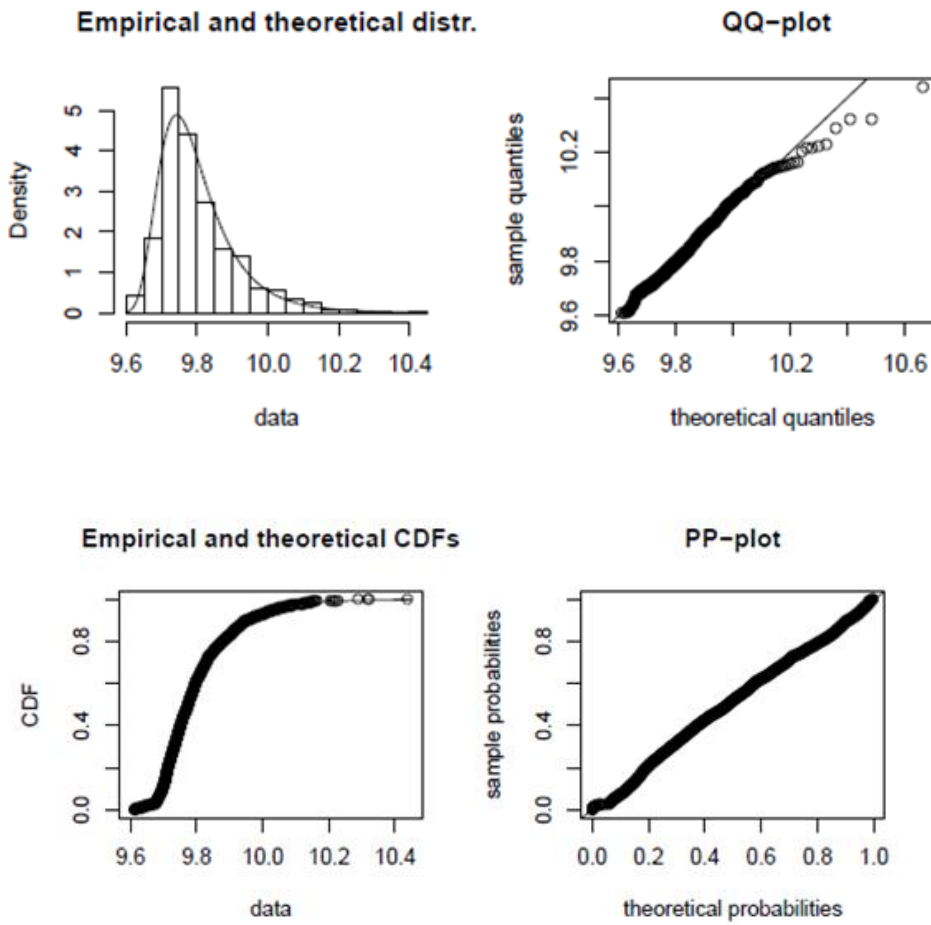 Empirical and theoretical distr.
Density
0 1 2 3 4 5
9.6 9.8 10.0 10.2 10.4
data
QQ−plot
sample quantiles
9.6 9.8 10.2
9.6 9.8 10.2 10.6
theoretical quantiles
Empirical and theoretical CDFs
CDF
0.0 0.4 0.8
9.6 9.8 10.0 10.2 10.4
data
PP−plot
sample probabilities
0.0 0.4 0.8
0.0 0.2 0.4 0.6 0.8 1.0
theoretical probabilities